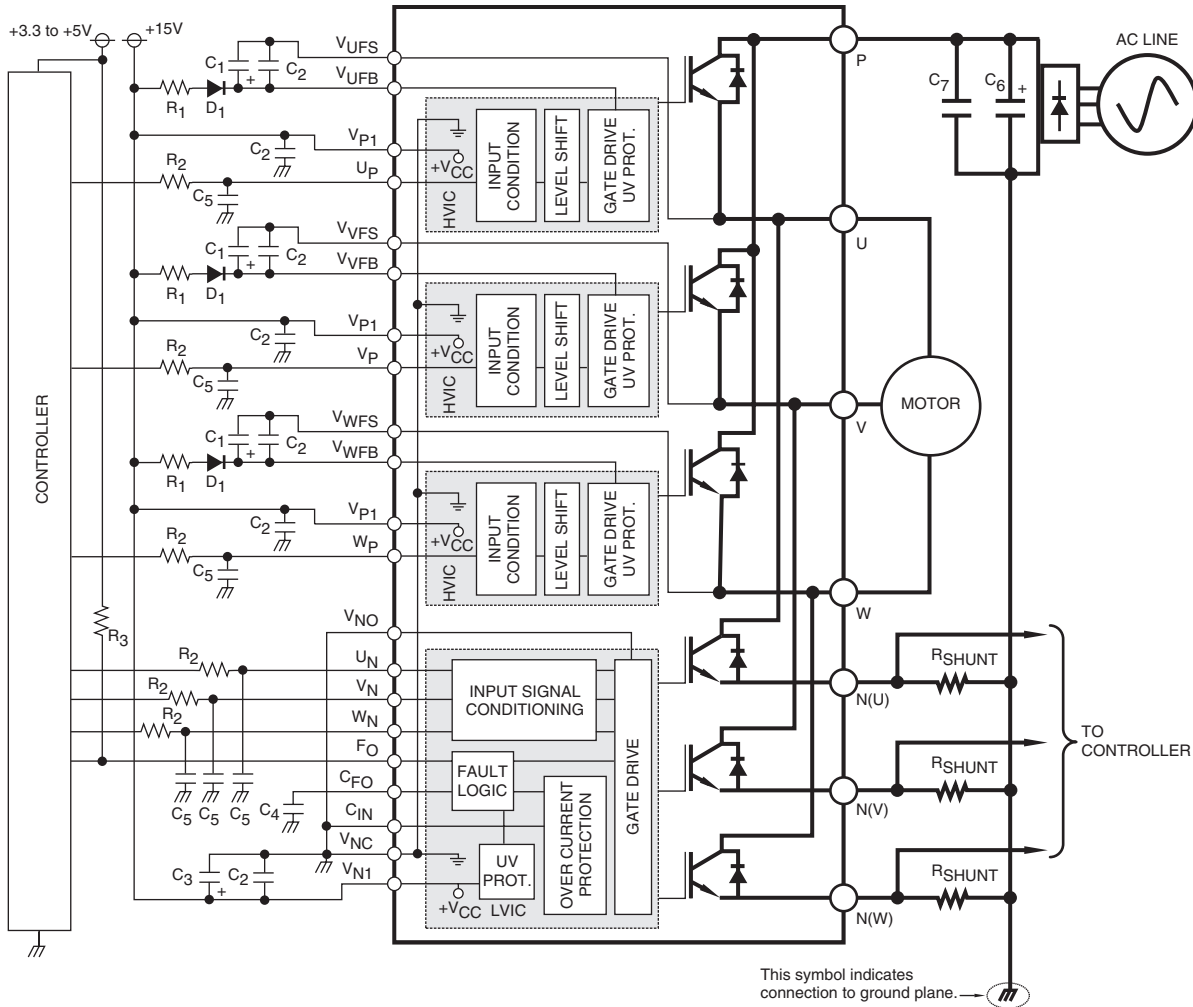 +3.3 to +5V
+15V
CONTROLLER
C1
+
C2
VUFS
VUFB
R1
D1
C2
VP1
R2
UP
C5
+VCC
HVIC
INPUT CONDITION
LEVEL SHIFT
GATE DRIVE UV PROT.
C1
+
C2
VVFS
VVFB
R1
D1
C2
VP1
R2
VP
C5
+VCC
HVIC
INPUT CONDITION
LEVEL SHIFT
GATE DRIVE UV PROT.
C1
+
C2
VWFS
VWFB
R1
D1
C2
VP1
R2
WP
C5
+VCC
HVIC
INPUT CONDITION
LEVEL SHIFT
GATE DRIVE UV PROT.
R3
VNO
R2
UN
R2
VN
R2
WN
FO
CFO
CIN
VNC
VN1
C5
C5
C5
C4
C3
+
C2
INPUT SIGNAL
CONDITIONING
FAULT
LOGIC
UV
PROT.
LVIC
+VCC
OVER CURRENT
PROTECTION
GATE DRIVE
P
C7
C6
+
AC LINE
U
MOTOR
V
W
RSHUNT
N(U)
RSHUNT
N(V)
RSHUNT
N(W)
TO
CONTROLLER
This symbol indicates
connection to ground plane.